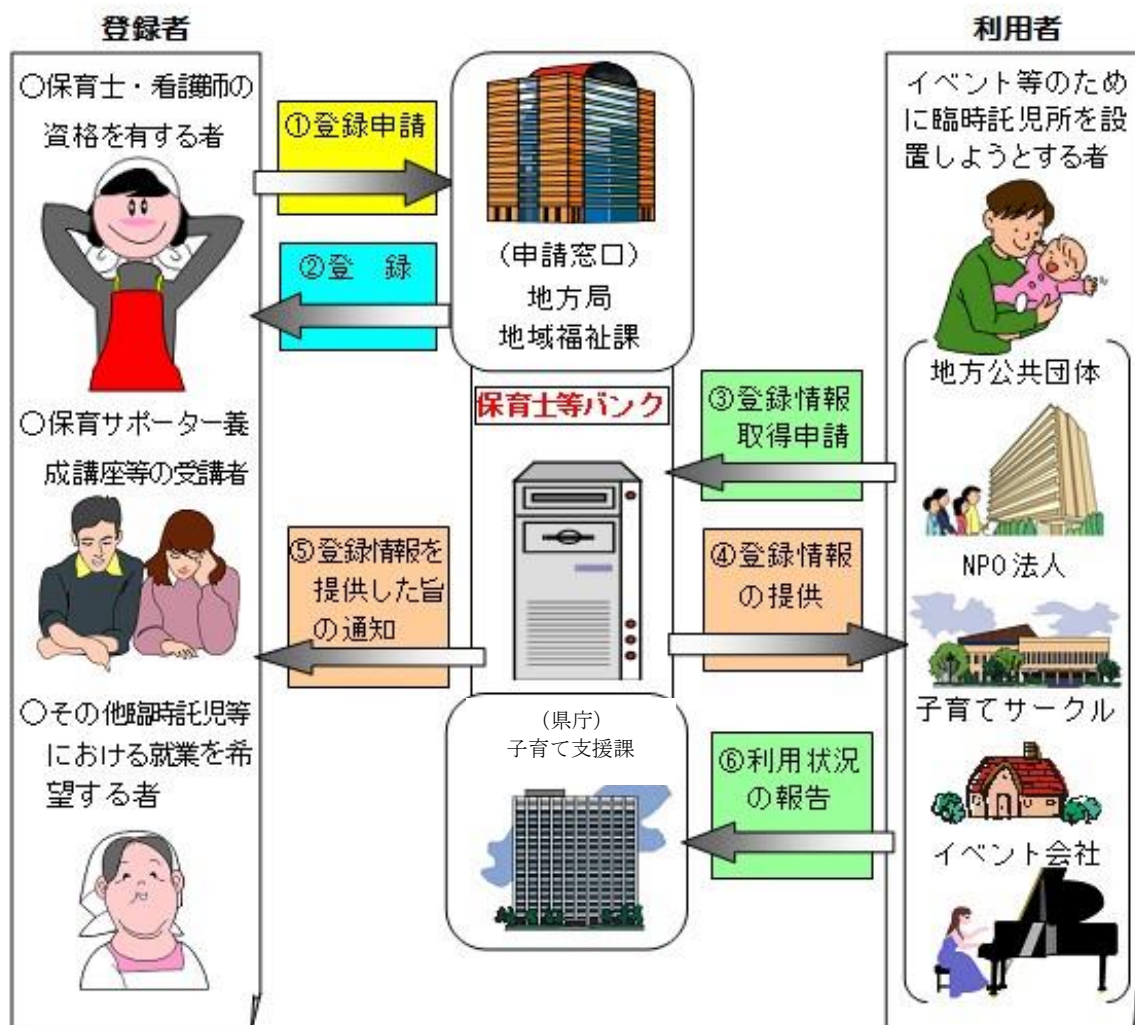 登録者
○保育士・看護師の
資格を有する者
○保育サポーター養
成講座等の受講者
○その他臨時託児等
における就業を希
望する者
①登録申請
②登　録
(申請窓口)
地方局
地域福祉課
保育士等バンク
③登録情報
取得申請
④登録情報
の提供
⑤登録情報を
提供した旨
の通知
(県庁)
子育て支援課
⑥利用状況
の報告
利用者
イベント等のため
に臨時託児所を設
置しようとする者
地方公共団体
NPO法人
子育てサークル
イベント会社